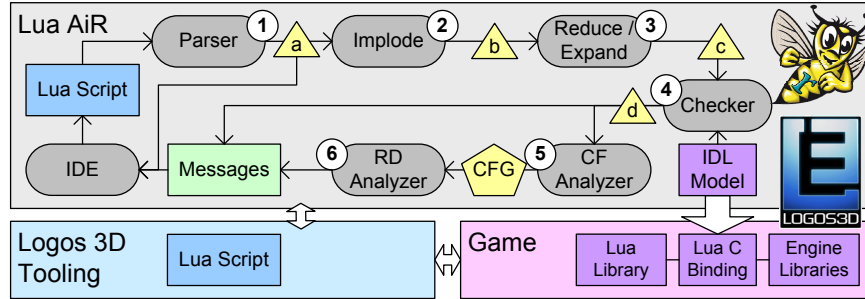 Lua AiR
Parser
1
a
Implode
2
b
Reduce /
Expand
3
c
Lua Script
4
Checker
d
IDE
Messages
6
RD
Analyzer
CFG
5
CF
Analyzer
IDL
Model
E
LOGOS3D
Logos 3D
Tooling
Lua Script
Game
Lua
Library
Lua C
Binding
Engine
Libraries